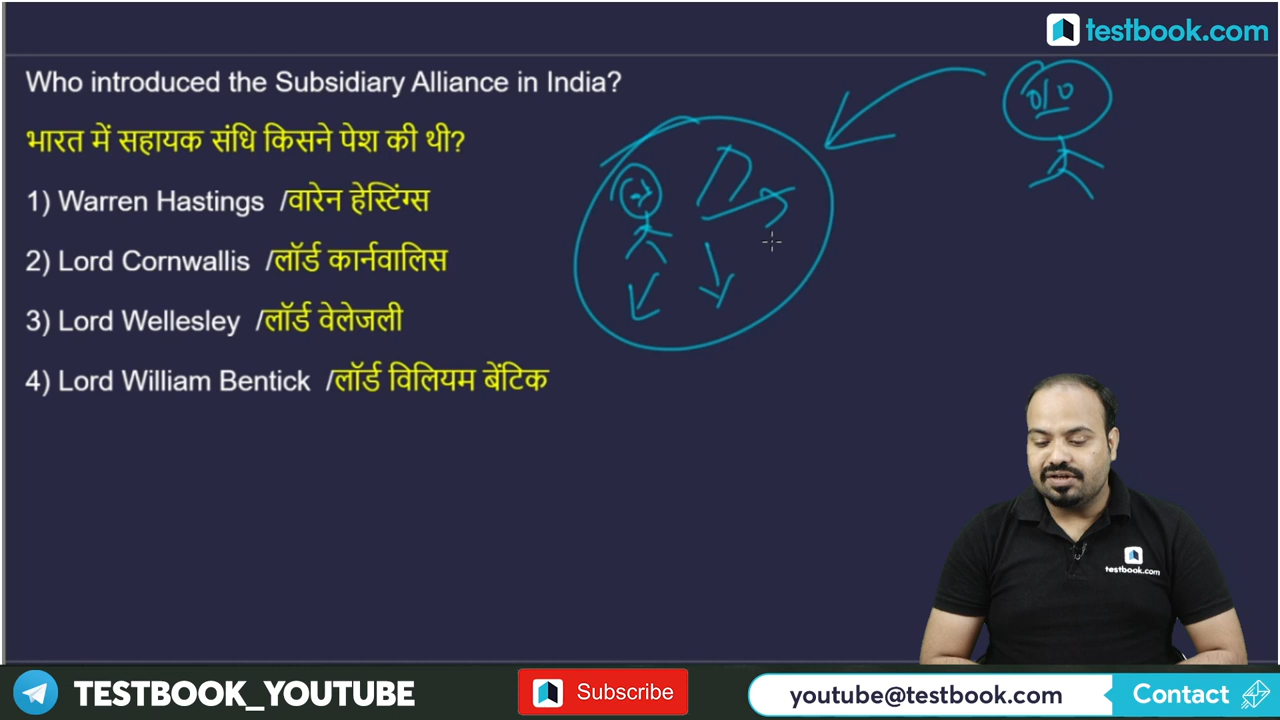 testbook.com
Who introduced the Subsidiary Alliance in India?
भारत में सहायक संधि किसने पेश की थी?
1) Warren Hastings /वारेन हेस्टिंग्स
2) Lord Cornwallis /लॉर्ड कार्नवालिस
3) Lord Wellesley /लॉर्ड वेलेजली
4) Lord William Bentick /लॉर्ड विलियम बेंटिक
testbook.com
TESTBOOK_YOUTUBE
Subscribe
youtube@testbook.com
Contact